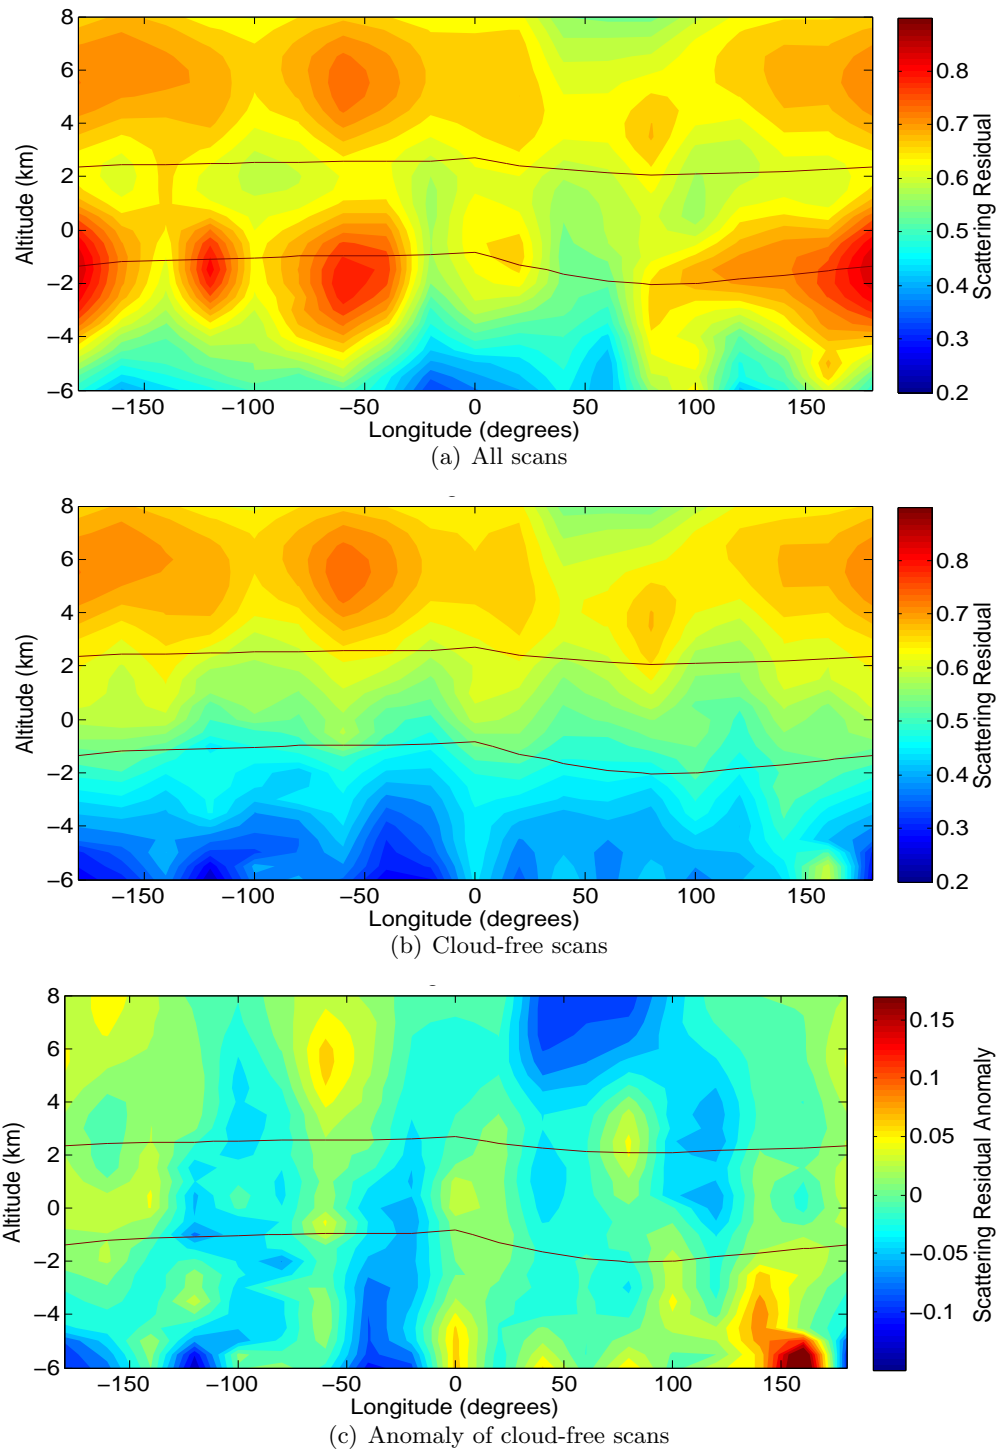 8
6
4
2
0
−2
−4
−6
Altitude (km)
−150 −100 −50 0 50 100 150
Longitude (degrees)
0.8
0.7
0.6
0.5
0.4
0.3
0.2
Scattering Residual
(a) All scans
8
6
4
2
0
−2
−4
−6
Altitude (km)
−150 −100 −50 0 50 100 150
Longitude (degrees)
0.8
0.7
0.6
0.5
0.4
0.3
0.2
Scattering Residual
(b) Cloud-free scans
8
6
4
2
0
−2
−4
−6
Altitude (km)
−150 −100 −50 0 50 100 150
Longitude (degrees)
0.15
0.1
0.05
0
−0.05
−0.1
Scattering Residual Anomaly
(c) Anomaly of cloud-free scans